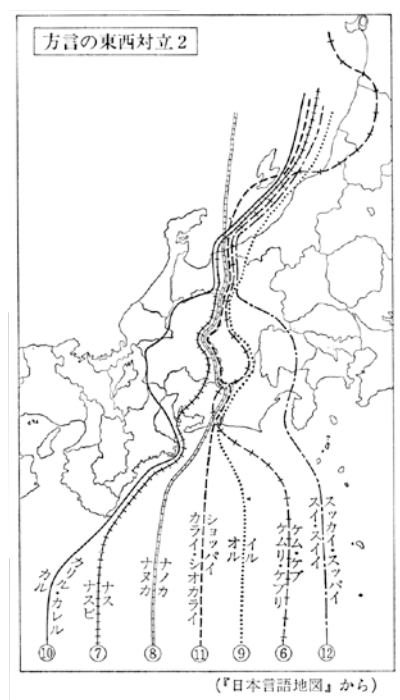 方言の東西対立2
スッカイ・スッパイ
スイ・スイイ
ケム・ケブ
ケムリ・ケブリ
イル
オル
ショッパイ
カライ・シオカライ
ナノカ
ナヌカ
ナス
ナスビ
カリル・カレル
カル
⑩ ⑦ ⑧ ⑪ ⑨ ⑥ ⑫
(『日本言語地図』から)